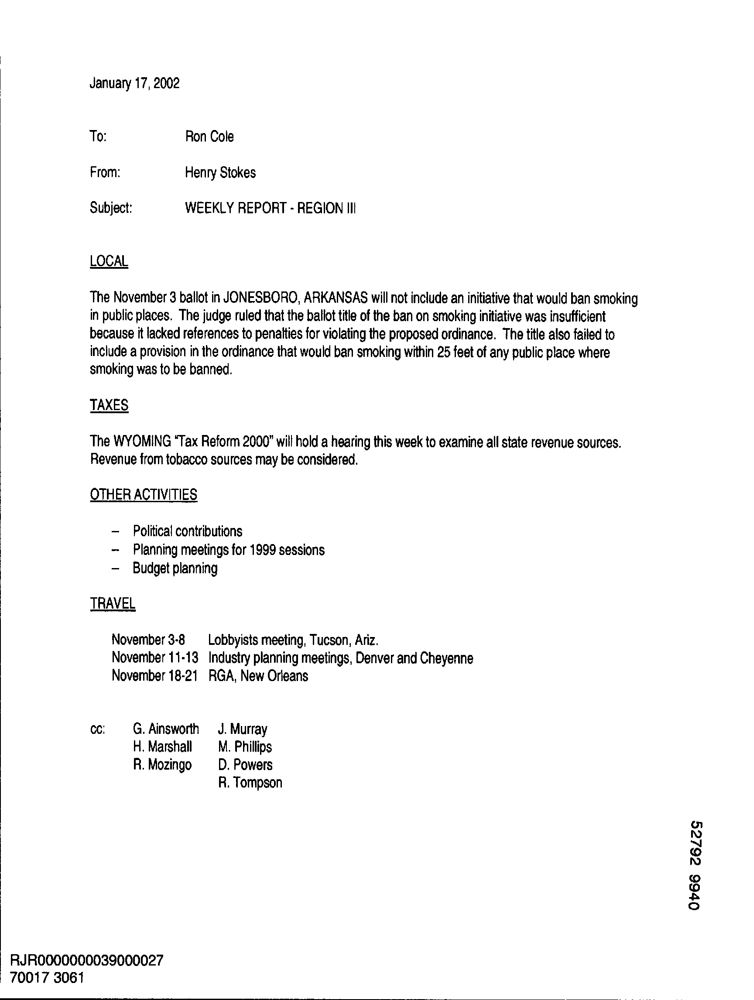 January 17, 2002
To: Ron Cole
From: Henry Stokes
Subject: WEEKLY REPORT - REGION III
LOCAL
The November 3 ballot in JONESBORO, ARKANSAS will not include an initiative that would ban smoking
in public places. The judge ruled that the ballot title of the ban on smoking initiative was insufficient
because it lacked references to penalties for violating the proposed ordinance. The title also failed to
include a provision in the ordinance that would ban smoking within 25 feet of any public place where
smoking was to be banned.
TAXES
The WYOMING "Tax Reform 2000" will hold a hearing this week to examine all state revenue sources.
Revenue from tobacco sources may be considered.
OTHER ACTIVITIES
– Political contributions
– Planning meetings for 1999 sessions
– Budget planning
TRAVEL
November 3-8 Lobbyists meeting, Tucson, Ariz.
November 11-13 Industry planning meetings, Denver and Cheyenne
November 18-21 RGA, New Orleans
cc: G. Ainsworth J. Murray
H. Marshall M. Phillips
R. Mozingo D. Powers
R. Tompson
52792 9940
RJR0000000039000027
70017 3061